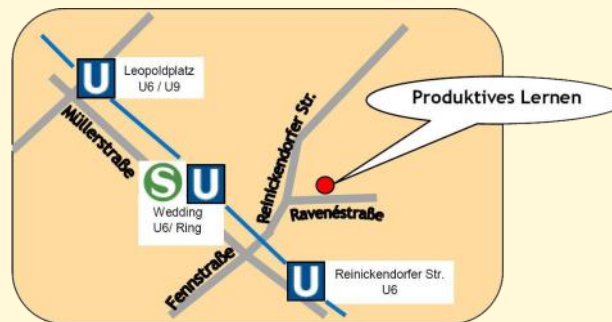 U
Leopoldplatz
U6 / U9
Müllerstraße
Reinickendorfer Str.
Produktives Lernen
S
U
Wedding
U6/ Ring
Ravenéstraße
Fennstraße
U
Reinickendorfer Str.
U6